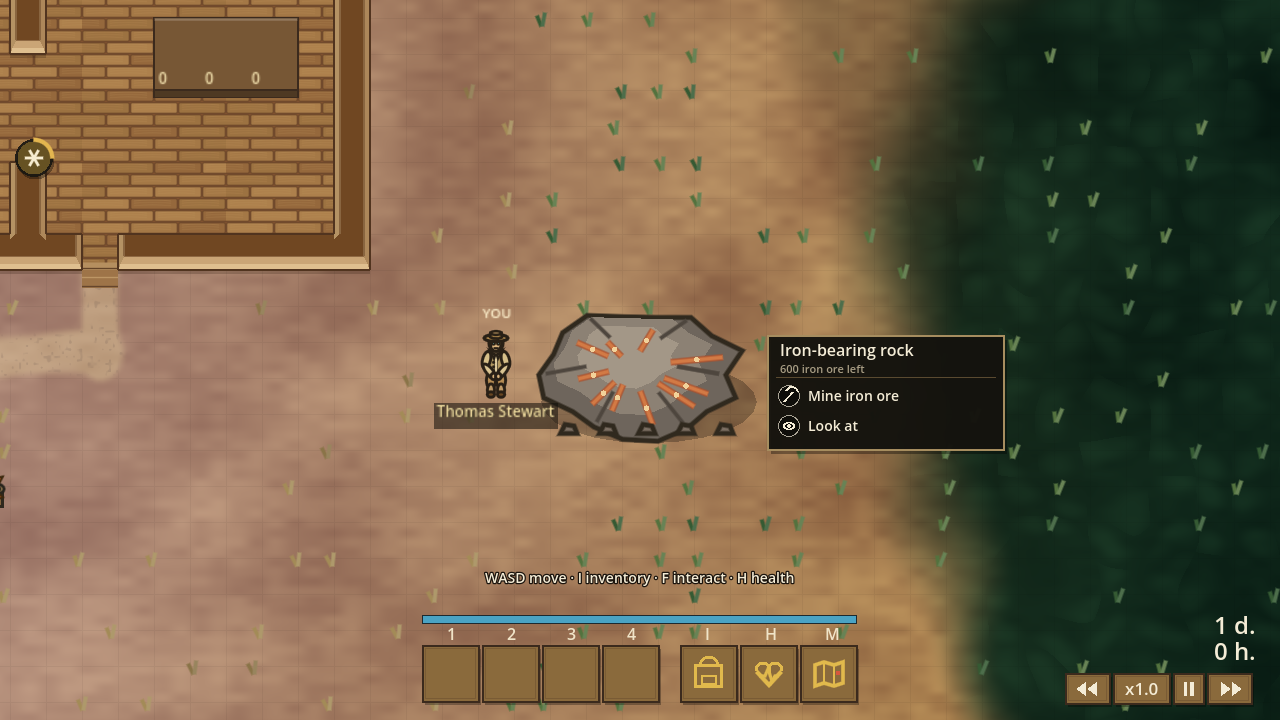 0 0 0
YOU
Thomas Stewart
Iron-bearing rock
600 iron ore left
Mine iron ore
Look at
WASD move · I inventory · F interact · H health
1 2 3 4 I H M
1 d.
0 h.
x1.0